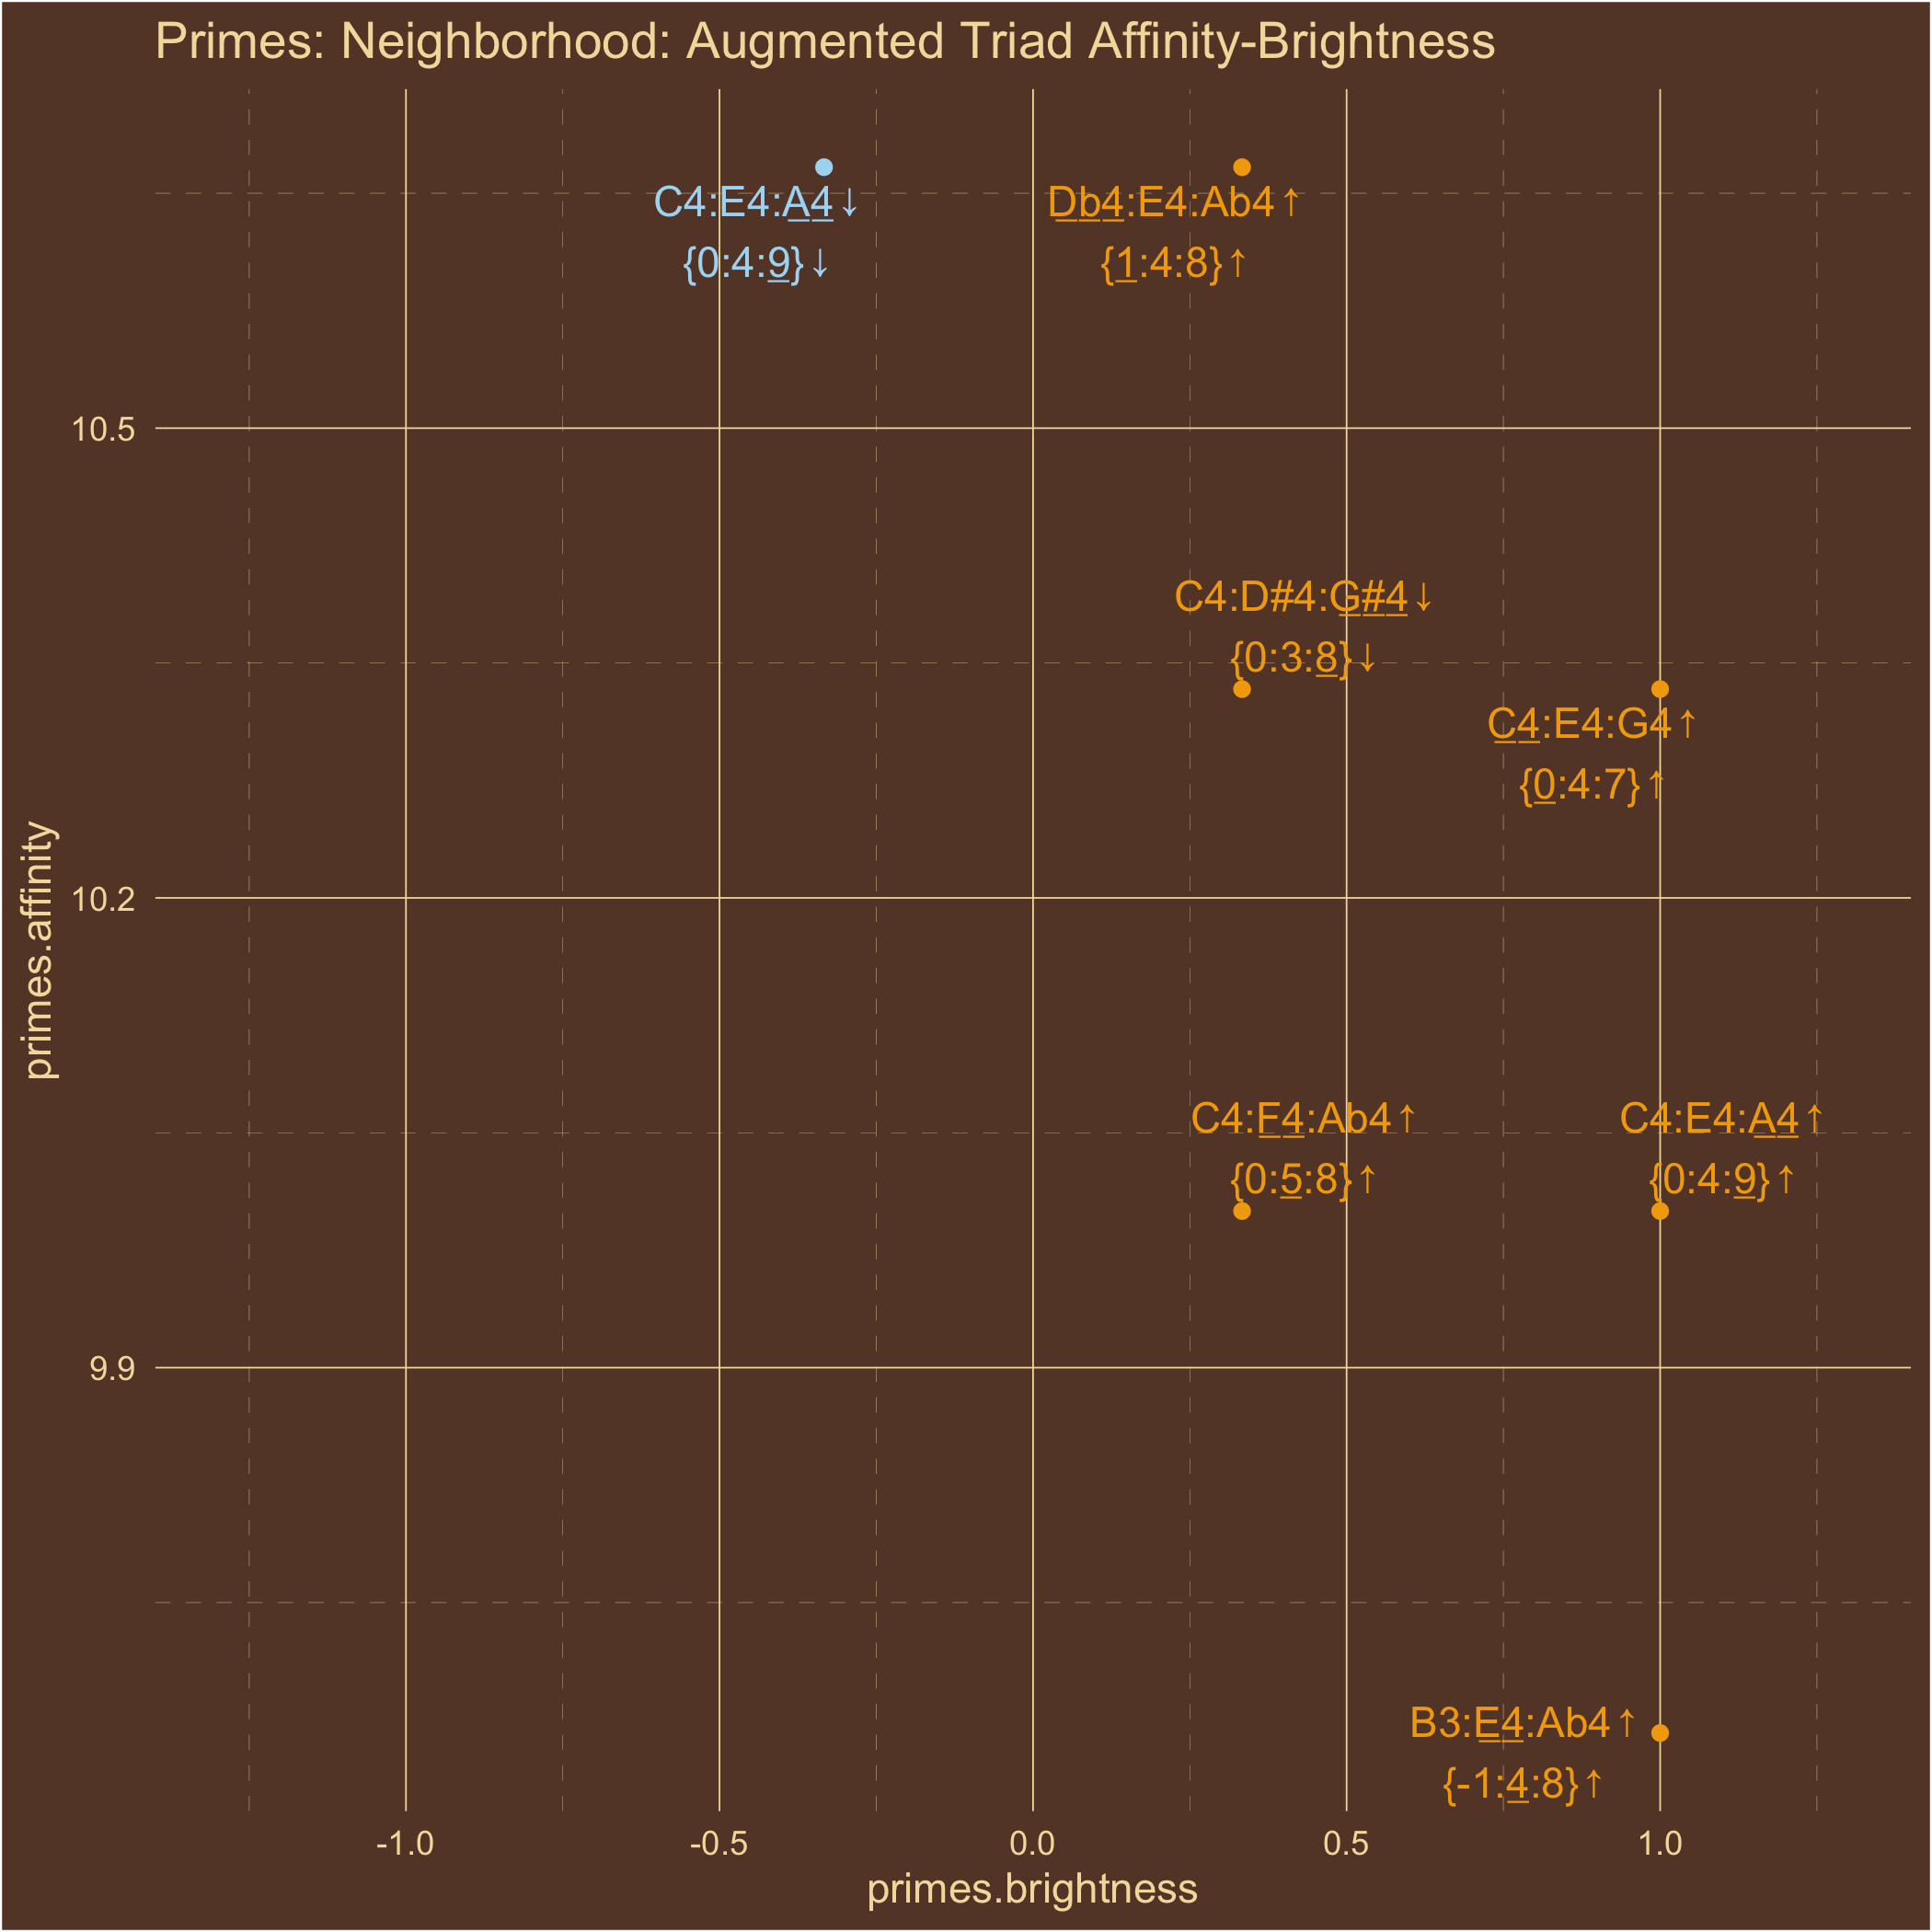 Primes: Neighborhood: Augmented Triad Affinity-Brightness
C4:E4:A4↓
{0:4:9}↓
Db4:E4:Ab4↑
{1:4:8}↑
10.5
C4:D#4:G#4↓
{0:3:8}↓
C4:E4:G4↑
{0:4:7}↑
primes.affinity
10.2
C4:F4:Ab4↑
{0:5:8}↑
C4:E4:A4↑
{0:4:9}↑
9.9
B3:E4:Ab4↑
{-1:4:8}↑
-1.0
-0.5
0.0
0.5
1.0
primes.brightness